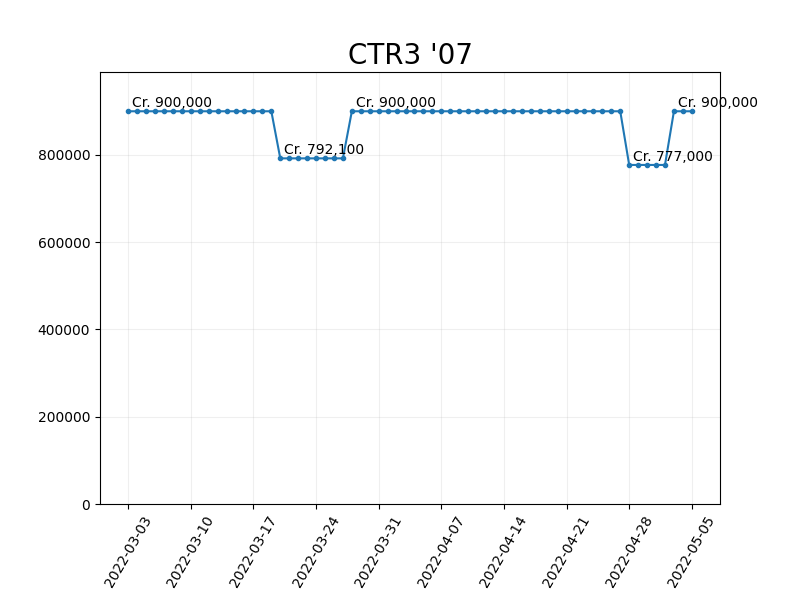 CTR3 '07
Cr. 900,000
Cr. 900,000
Cr. 900,000
Cr. 792,100
Cr. 777,000
800000
600000
400000
200000
0
2022-03-03
2022-03-10
2022-03-17
2022-03-24
2022-03-31
2022-04-07
2022-04-14
2022-04-21
2022-04-28
2022-05-05